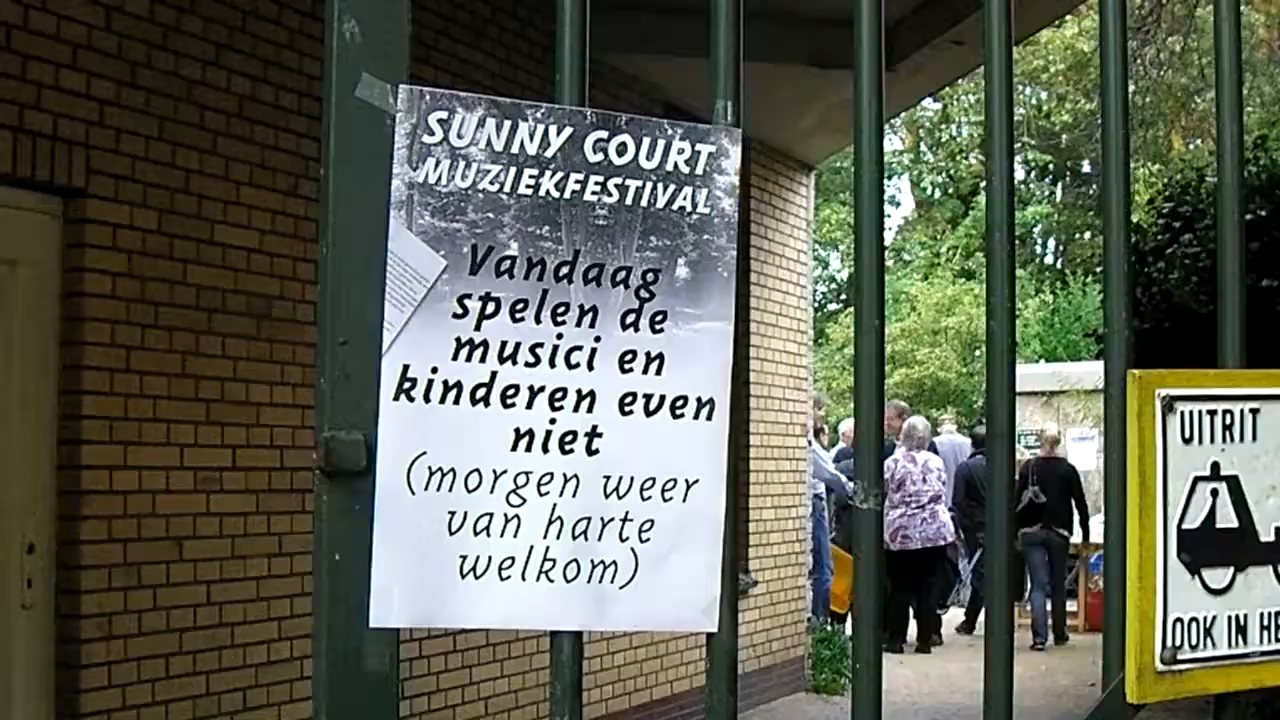 SUNNY COURT
MUZIEKFESTIVAL
Vandaag
spelen de
musici en
kinderen even
niet
(morgen weer
van harte
welkom)
UITRIT
OOK IN HE